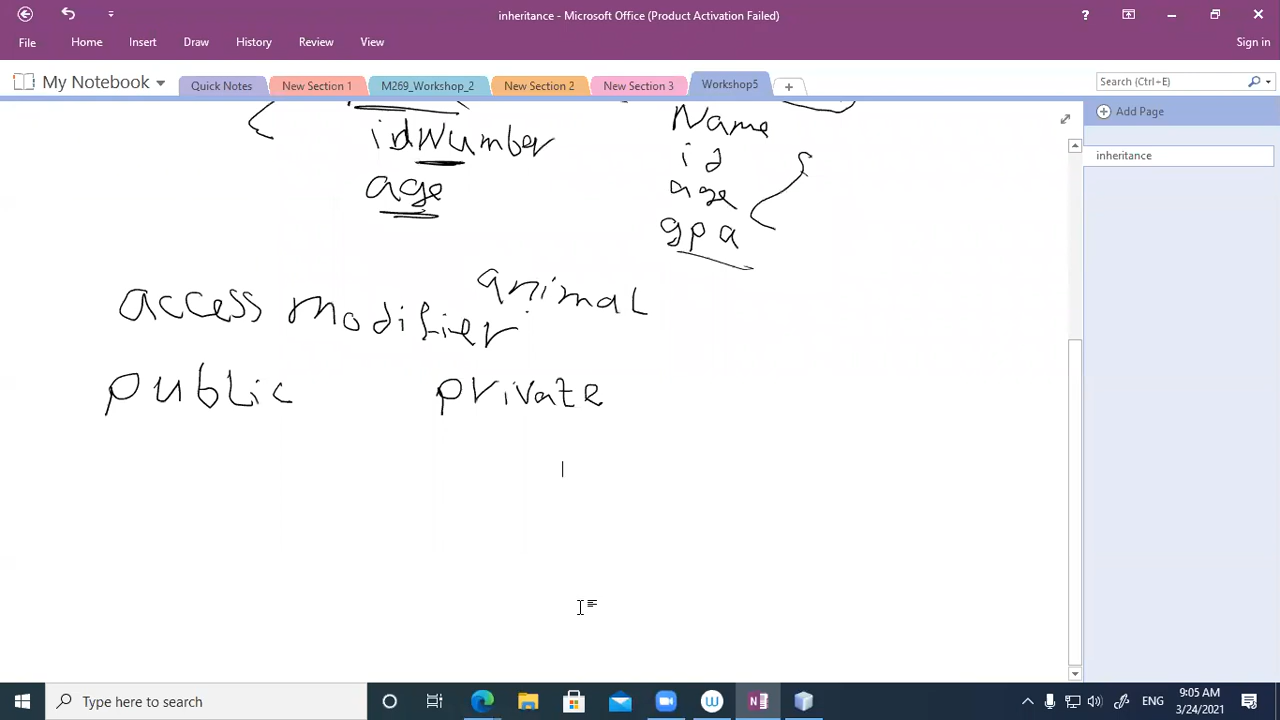 inheritance - Microsoft Office (Product Activation Failed)
File Home Insert Draw History Review View Sign in
My Notebook Quick Notes New Section 1 M269_Workshop_2 New Section 2 New Section 3 Workshop5 Search (Ctrl+E)
Add Page
inheritance
idNumber
age
Name
id
age
gpa
animal
access modifier
public private
Type here to search
ENG
9:05 AM
3/24/2021